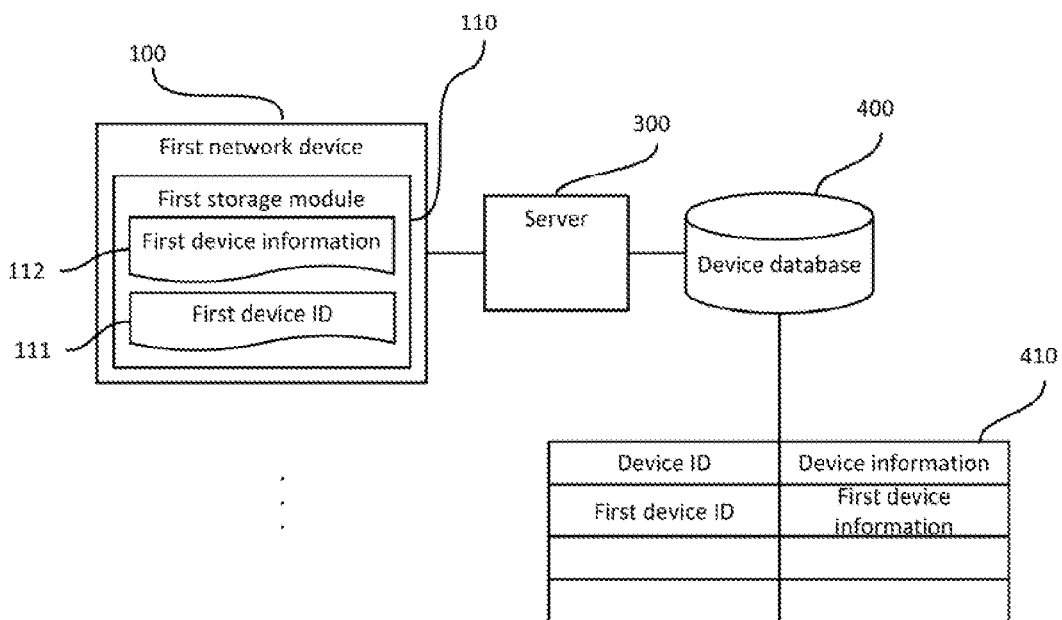 110
100
First network device
300
400
First storage module
Server
First device information
Device database
112
First device ID
111
410
Device ID
Device information
First device ID
First device
information